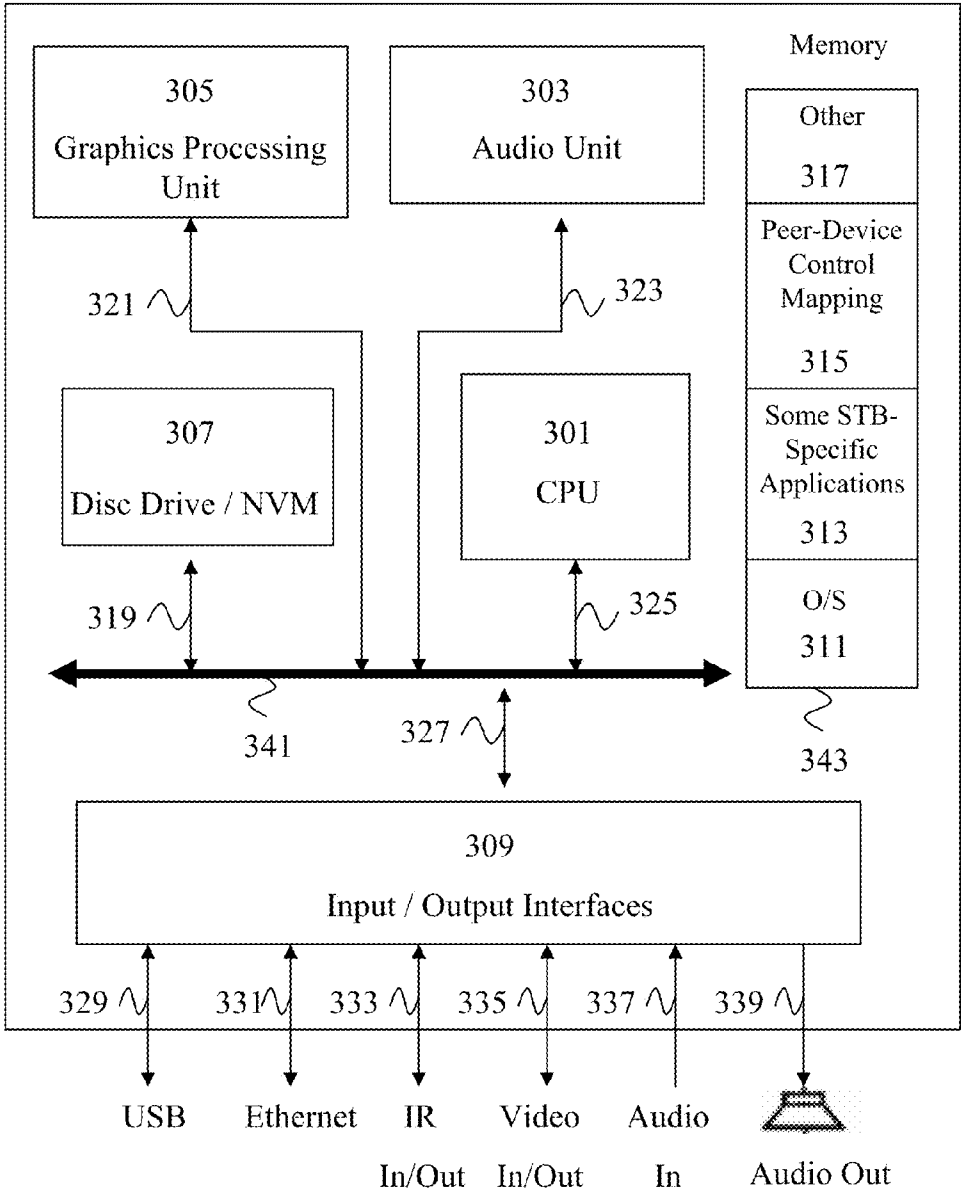 Memory
305
Graphics Processing
Unit
303
Audio Unit
Other
317
Peer-Device
Control
Mapping
315
321
323
307
Disc Drive / NVM
301
CPU
Some STB-
Specific
Applications
313
319
325
O/S
311
341
327
343
309
Input / Output Interfaces
329
331
333
335
337
339
USB
Ethernet
IR
In/Out
Video
In/Out
Audio
In
Audio Out